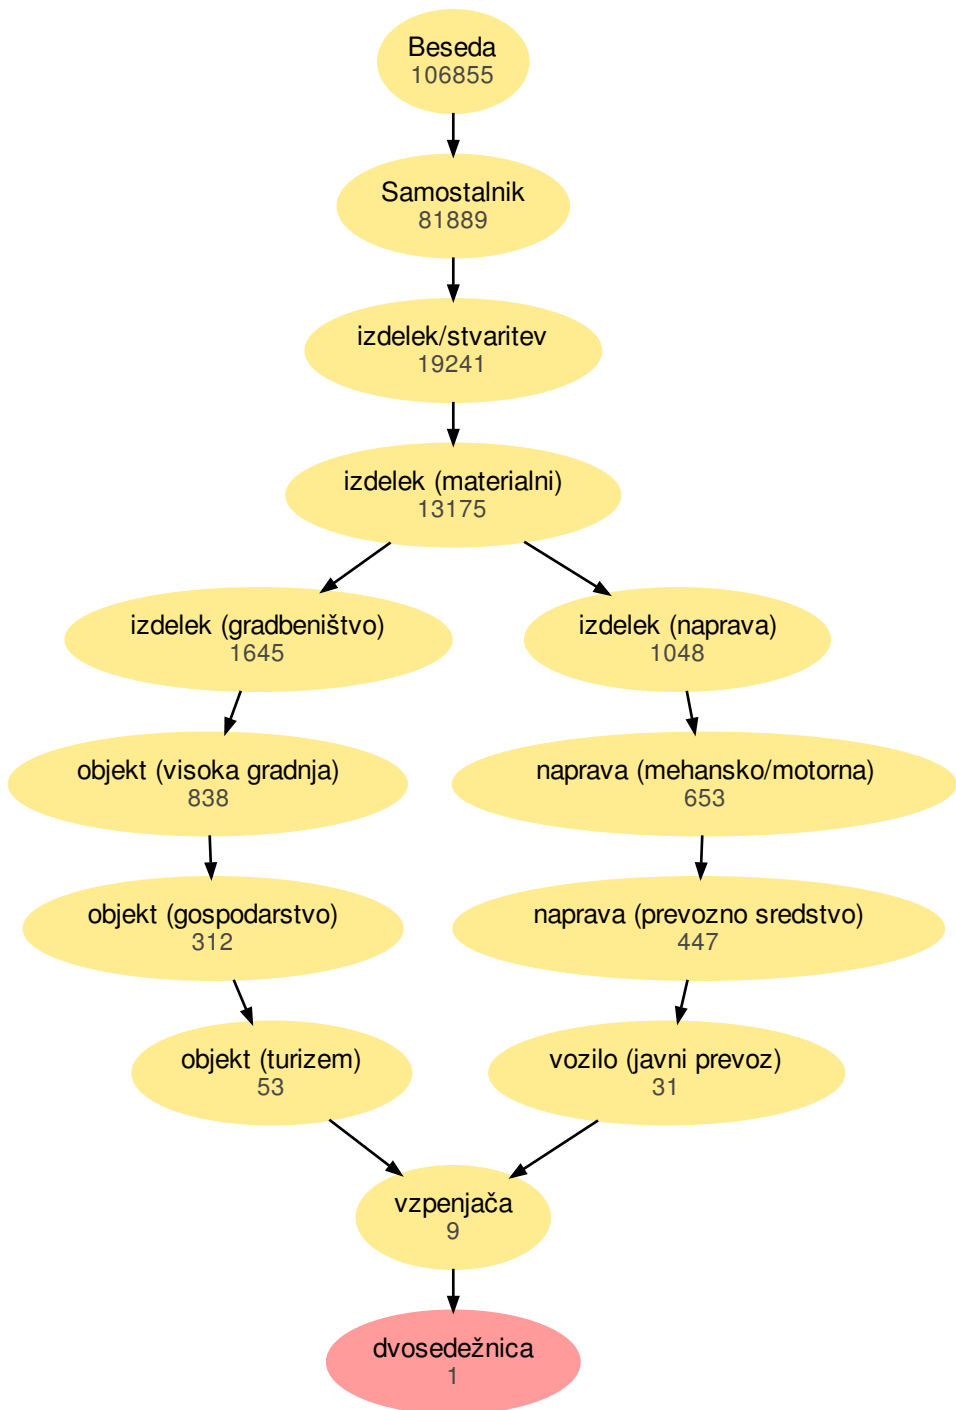 Beseda
106855
Samostalnik
81889
izdelek/stvaritev
19241
izdelek (materialni)
13175
izdelek (gradbeništvo)
1645
izdelek (naprava)
1048
objekt (visoka gradnja)
838
naprava (mehansko/motorna)
653
objekt (gospodarstvo)
312
naprava (prevozno sredstvo)
447
objekt (turizem)
53
vozilo (javni prevoz)
31
vzpenjača
9
dvosedežnica
1